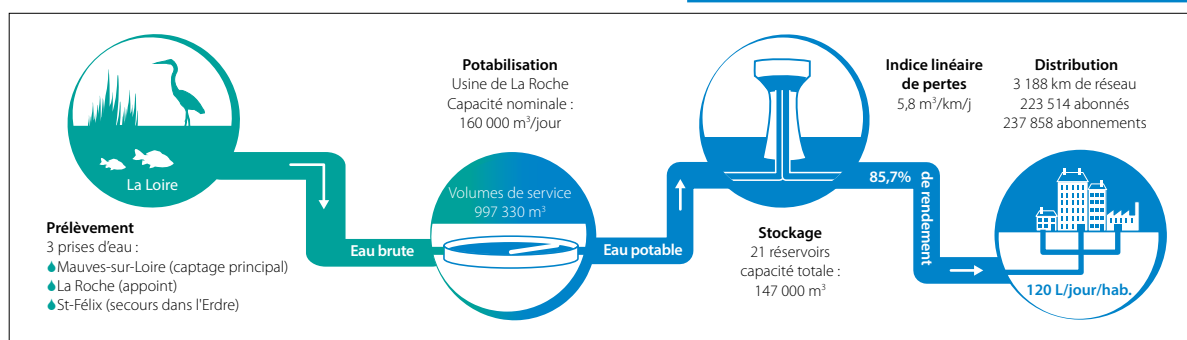 La Loire
Prélèvement
3 prises d'eau :
Mauves-sur-Loire (captage principal)
La Roche (appoint)
St-Félix (secours dans l'Erdre)
Eau brute
Potabilisation
Usine de La Roche
Capacité nominale :
160 000 m³/jour
Volumes de service
997 330 m³
Eau potable
Stockage
21 réservoirs
capacité totale :
147 000 m³
Indice linéaire
de pertes
5,8 m³/km/j
85,7%
de rendement
Distribution
3 188 km de réseau
223 514 abonnés
237 858 abonnements
120 L/jour/hab.